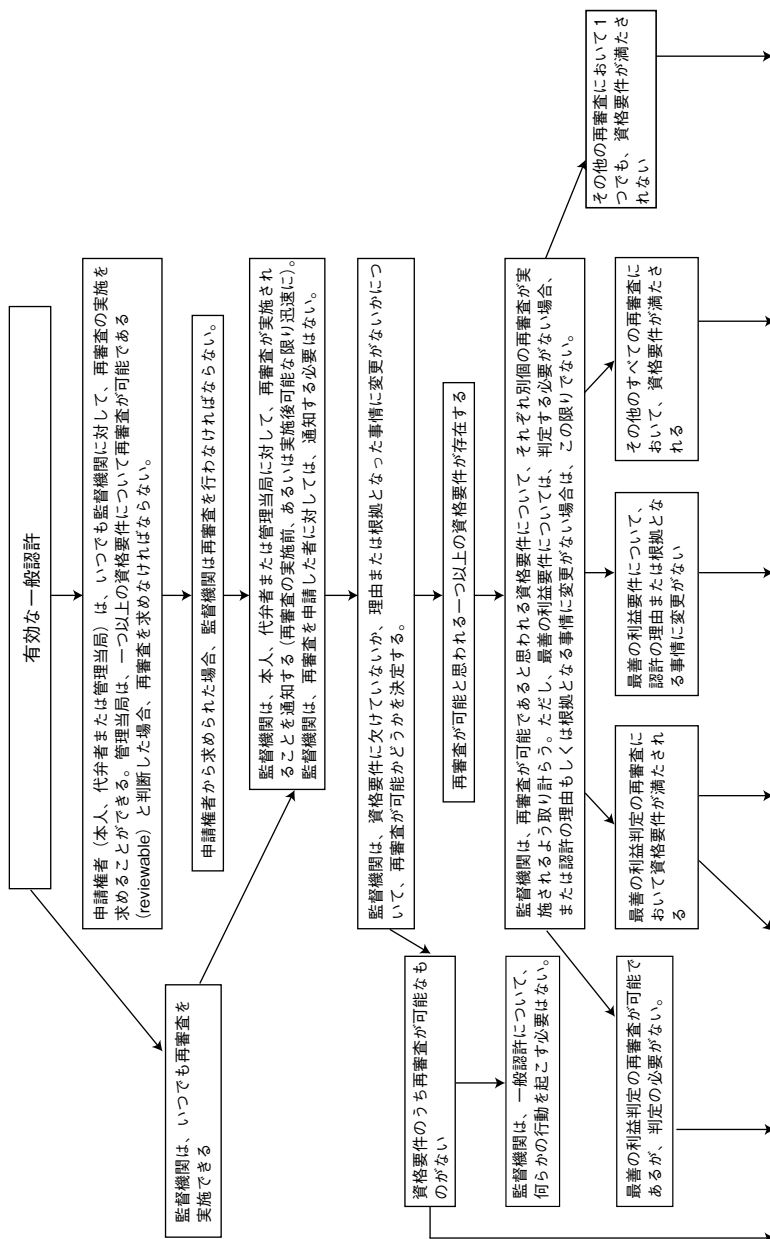 有効な一般認許
申請権者（本人、代弁者または管理当局）は、いつでも監督機関に対して、再審査の実施を
求めることができる。管理当局は、一つ以上の資格要件について再審査が可能である
(reviewable) と判断した場合、再審査を求めなければならない。
監督機関は、いつでも再審査を
実施できる
申請権者から求められた場合、監督機関は再審査を行わなければならない。
監督機関は、本人、代弁者または管理当局に対して、再審査が実施され
ることを通知する（再審査の実施前、あるいは実施後可能な限り迅速に）。
監督機関は、再審査を申請した者に対しては、通知する必要はない。
監督機関は、資格要件に欠けていないか、理由または根拠となった事情に変更がないかにつ
いて、再審査が可能かどうかを決定する。
資格要件のうち再審査が可能なも
のがない
再審査が可能と思われる一つ以上の資格要件が存在する
監督機関は、一般認許について、
何らかの行動を起こす必要はない。
監督機関は、再審査が可能であると思われる資格要件について、それぞれ別個の再審査が実
施されるよう取り計らう。ただし、最善の利益要件については、判定する必要がない場合、
または認許の理由もしくは根拠となる事情に変更がない場合は、この限りでない。
最善の利益判定の再審査が可能で
あるが、判定の必要がない。
最善の利益判定の再審査に
おいて資格要件が満たされ
る
最善の利益要件について、
認許の理由または根拠とな
る事情に変更がない
その他のすべての再審査に
おいて、資格要件が満たさ
れる
その他の再審査において１
つでも、資格要件が満たさ
れない